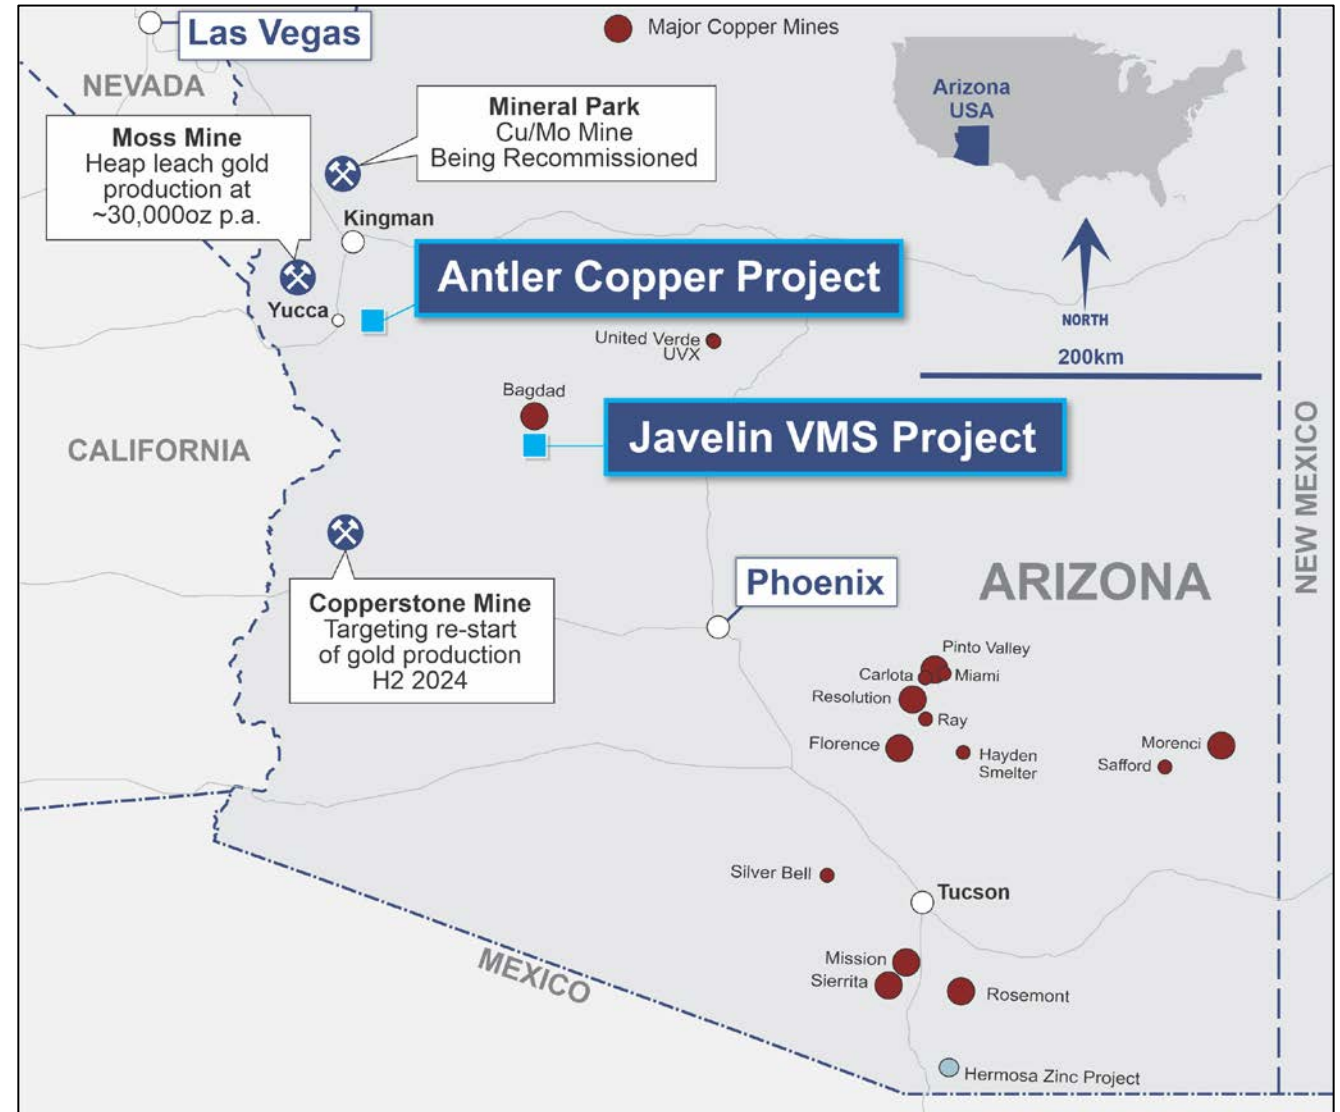 Las Vegas
Major Copper Mines
NEVADA
Arizona
USA
Mineral Park
Cu/Mo Mine
Being Recommissioned
Moss Mine
Heap leach gold
production at
~30,000oz p.a.
Kingman
Antler Copper Project
Yucca
NORTH
200km
United Verde
UVX
Bagdad
Javelin VMS Project
CALIFORNIA
NEW MEXICO
Phoenix
ARIZONA
Copperstone Mine
Targeting re-start
of gold production
H2 2024
Pinto Valley
Carlota
Miami
Resolution
Ray
Florence
Hayden
Smelter
Morenci
Safford
Silver Bell
Tucson
Mission
Sierrita
Rosemont
MEXICO
Hermosa Zinc Project